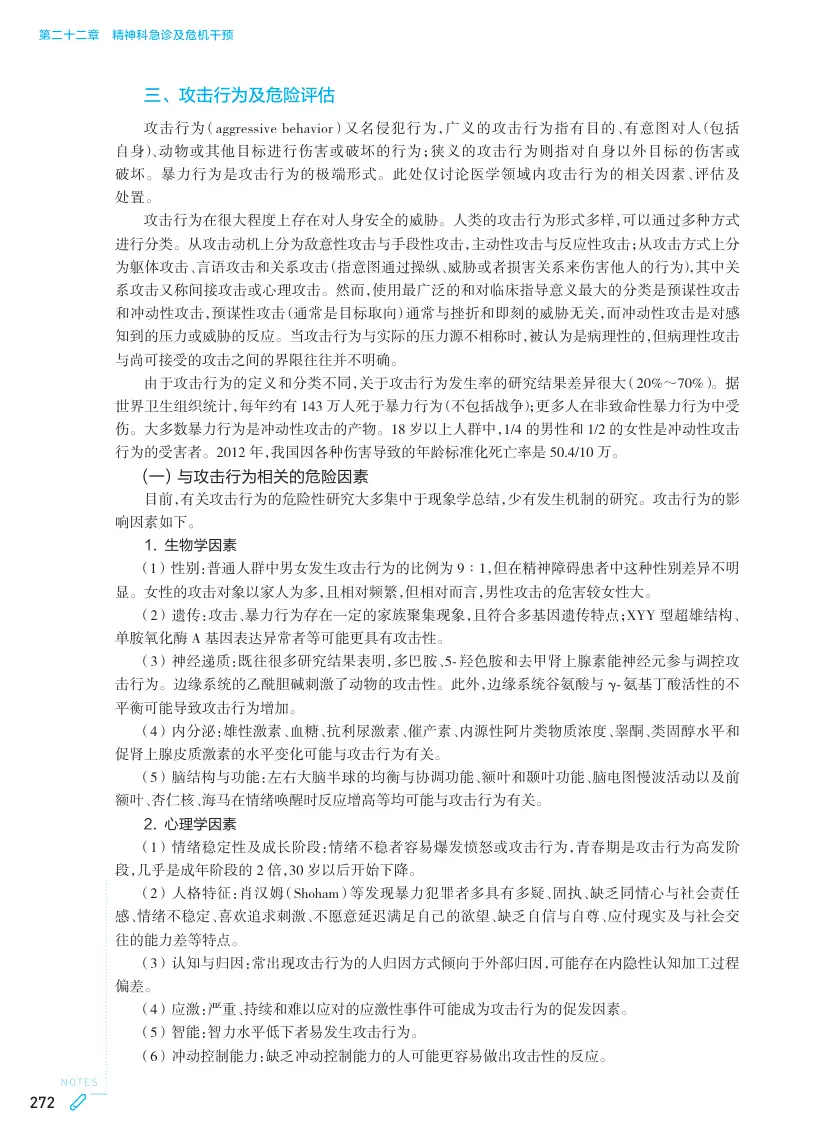 第二十二章　精神科急诊及危机干预
三、攻击行为及危险评估
攻击行为（aggressive behavior）又名侵犯行为，广义的攻击行为指有目的、有意图对人（包括
自身）、动物或其他目标进行伤害或破坏的行为；狭义的攻击行为则指对自身以外目标的伤害或
破坏。暴力行为是攻击行为的极端形式。此处仅讨论医学领域内攻击行为的相关因素、评估及
处置。
攻击行为在很大程度上存在对人身安全的威胁。人类的攻击行为形式多样，可以通过多种方式
进行分类。从攻击动机上分为敌意性攻击与手段性攻击，主动性攻击与反应性攻击；从攻击方式上分
为躯体攻击、言语攻击和关系攻击（指意图通过操纵、威胁或者损害关系来伤害他人的行为），其中关
系攻击又称间接攻击或心理攻击。然而，使用最广泛的和对临床指导意义最大的分类是预谋性攻击
和冲动性攻击，预谋性攻击（通常是目标取向）通常与挫折和即刻的威胁无关，而冲动性攻击是对感
知到的压力或威胁的反应。当攻击行为与实际的压力源不相称时，被认为是病理性的，但病理性攻击
与尚可接受的攻击之间的界限往往并不明确。
由于攻击行为的定义和分类不同，关于攻击行为发生率的研究结果差异很大（20%～70%）。据
世界卫生组织统计，每年约有 143 万人死于暴力行为（不包括战争）；更多人在非致命性暴力行为中受
伤。大多数暴力行为是冲动性攻击的产物。18 岁以上人群中，1/4 的男性和 1/2 的女性是冲动性攻击
行为的受害者。2012 年，我国因各种伤害导致的年龄标准化死亡率是 50.4/10 万。
（一）与攻击行为相关的危险因素
目前，有关攻击行为的危险性研究大多集中于现象学总结，少有发生机制的研究。攻击行为的影
响因素如下。
1. 生物学因素
（1）性别：普通人群中男女发生攻击行为的比例为 9∶1，但在精神障碍患者中这种性别差异不明
显。女性的攻击对象以家人为多，且相对频繁，但相对而言，男性攻击的危害较女性大。
（2）遗传：攻击、暴力行为存在一定的家族聚集现象，且符合多基因遗传特点；XYY 型超雄结构、
单胺氧化酶 A 基因表达异常者等可能更具有攻击性。
（3）神经递质：既往很多研究结果表明，多巴胺、5- 羟色胺和去甲肾上腺素能神经元参与调控攻
击行为。边缘系统的乙酰胆碱刺激了动物的攻击性。此外，边缘系统谷氨酸与 γ- 氨基丁酸活性的不
平衡可能导致攻击行为增加。
（4）内分泌：雄性激素、血糖、抗利尿激素、催产素、内源性阿片类物质浓度、睾酮、类固醇水平和
促肾上腺皮质激素的水平变化可能与攻击行为有关。
（5）脑结构与功能：左右大脑半球的均衡与协调功能、额叶和颞叶功能、脑电图慢波活动以及前
额叶、杏仁核、海马在情绪唤醒时反应增高等均可能与攻击行为有关。
2. 心理学因素
（1）情绪稳定性及成长阶段：情绪不稳者容易爆发愤怒或攻击行为，青春期是攻击行为高发阶
段，几乎是成年阶段的 2 倍，30 岁以后开始下降。
（2）人格特征：肖汉姆（Shoham）等发现暴力犯罪者多具有多疑、固执、缺乏同情心与社会责任
感、情绪不稳定、喜欢追求刺激、不愿意延迟满足自己的欲望、缺乏自信与自尊、应付现实及与社会交
往的能力差等特点。
（3）认知与归因：常出现攻击行为的人归因方式倾向于外部归因，可能存在内隐性认知加工过程
偏差。
（4）应激：严重、持续和难以应对的应激性事件可能成为攻击行为的促发因素。
（5）智能：智力水平低下者易发生攻击行为。
（6）冲动控制能力：缺乏冲动控制能力的人可能更容易做出攻击性的反应。
NOTES
272